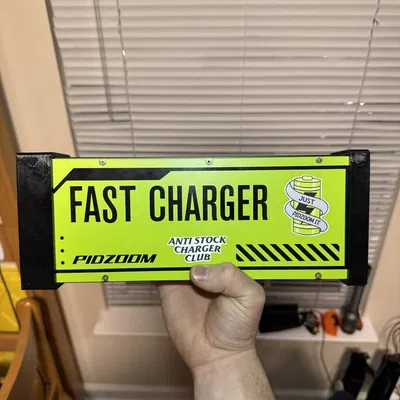 FAST CHARGER
JUST
PIDZOOM IT
ANTI STOCK
CHARGER
CLUB
PIDZOOM